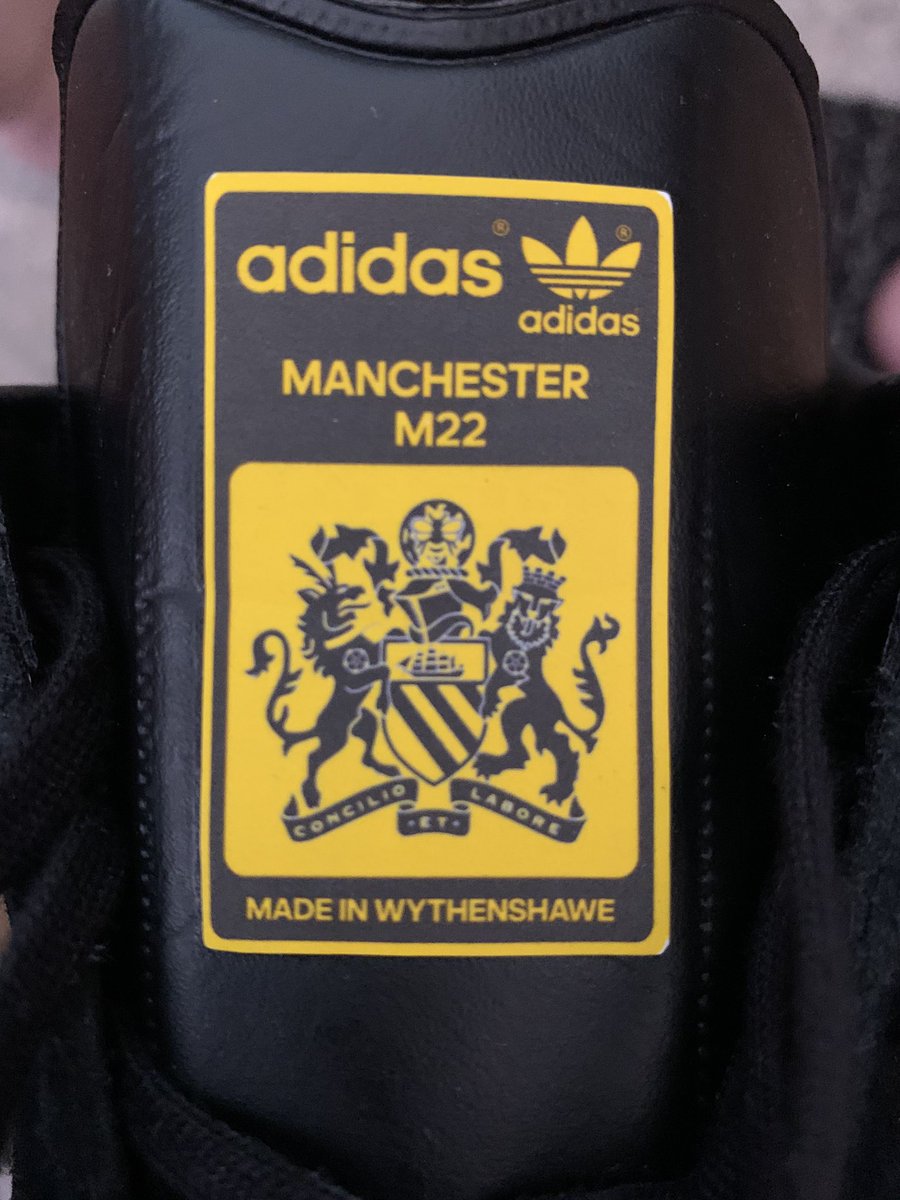 adidas®
®
adidas
MANCHESTER
M22
CONCILIO ·ET· LABORE
MADE IN WYTHENSHAWE